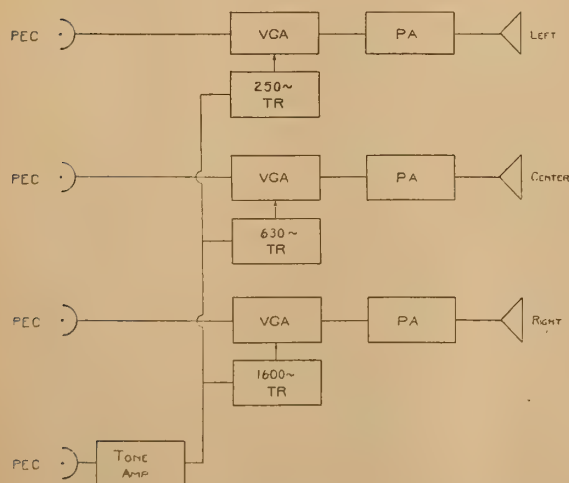 PEC VGA PA LEFT
250~
TR
PEC VGA PA CENTER
630~
TR
PEC VGA PA RIGHT
1600~
TR
PEC TONE
AMP